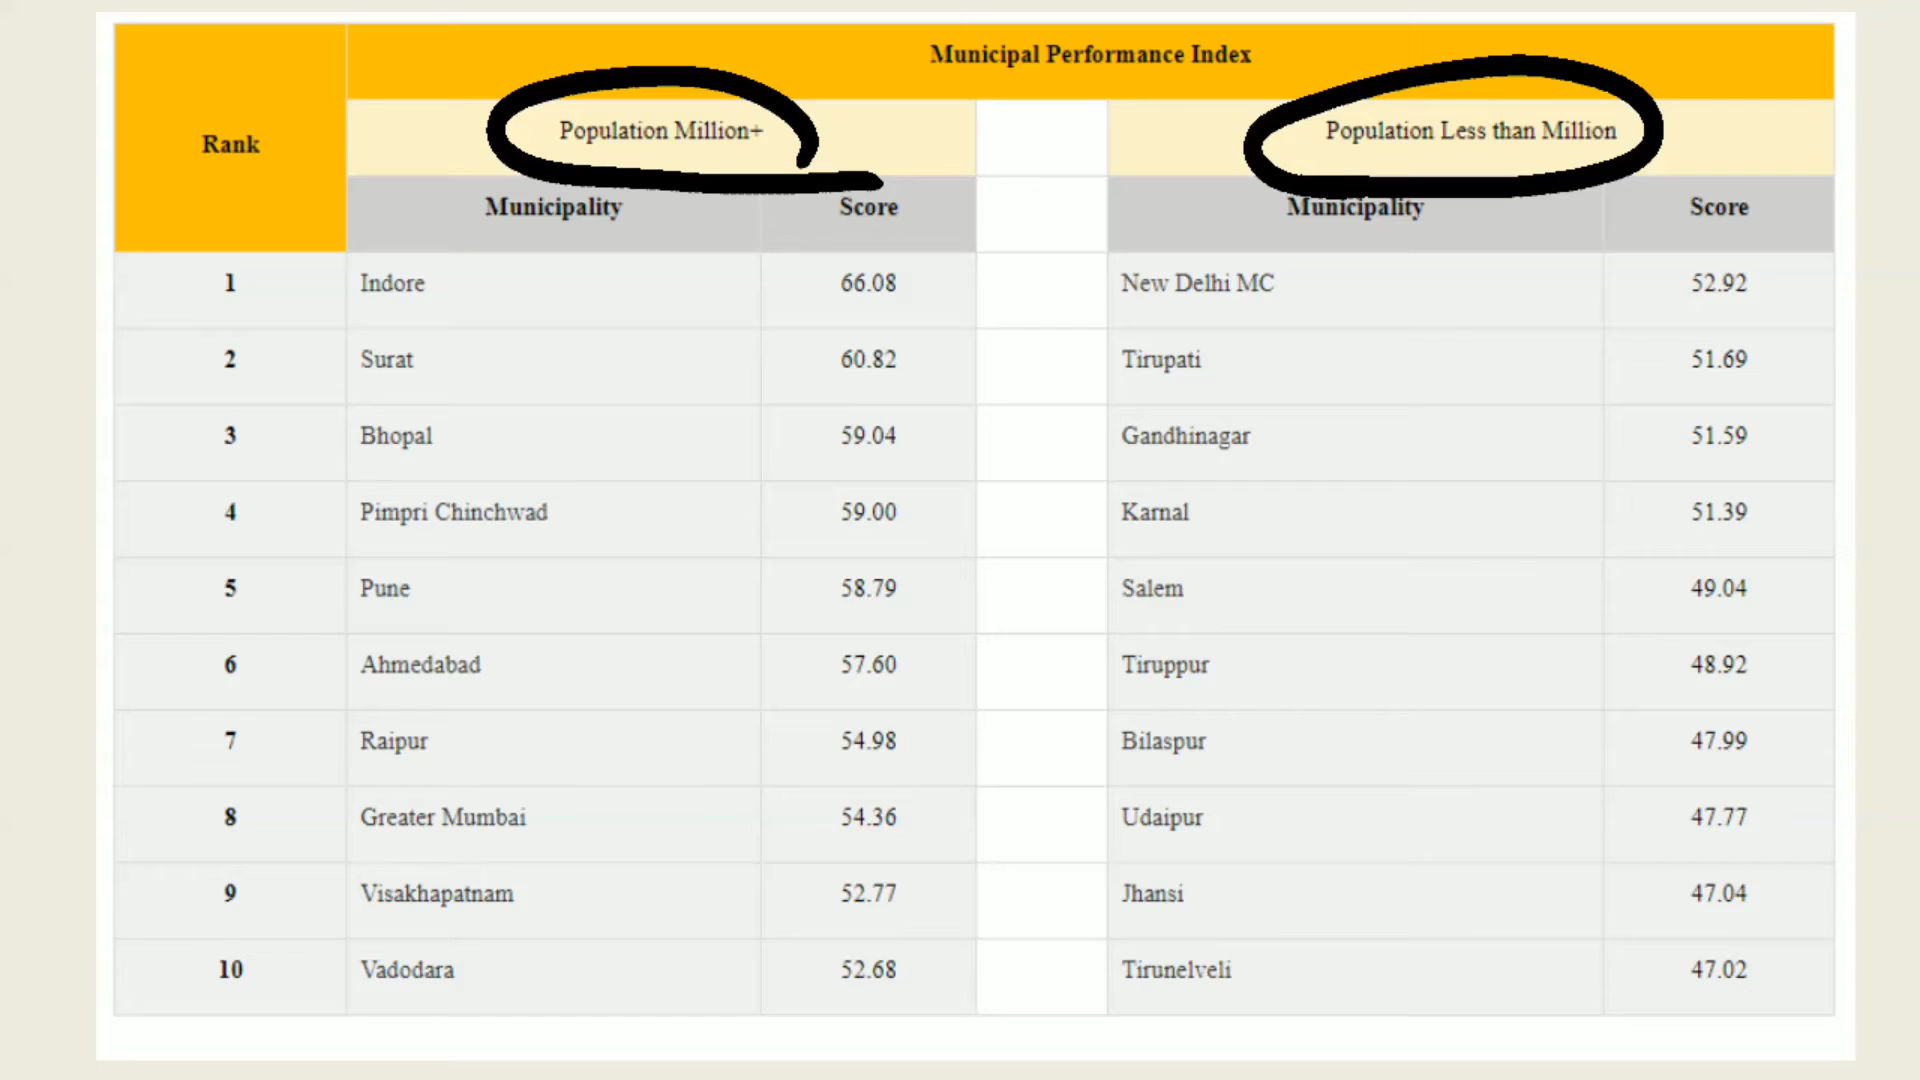 Municipal Performance Index
Rank
Population Million+ Population Less than Million
Municipality Score Municipality Score
1 Indore 66.08 New Delhi MC 52.92
2 Surat 60.82 Tirupati 51.69
3 Bhopal 59.04 Gandhinagar 51.59
4 Pimpri Chinchwad 59.00 Karnal 51.39
5 Pune 58.79 Salem 49.04
6 Ahmedabad 57.60 Tiruppur 48.92
7 Raipur 54.98 Bilaspur 47.99
8 Greater Mumbai 54.36 Udaipur 47.77
9 Visakhapatnam 52.77 Jhansi 47.04
10 Vadodara 52.68 Tirunelveli 47.02